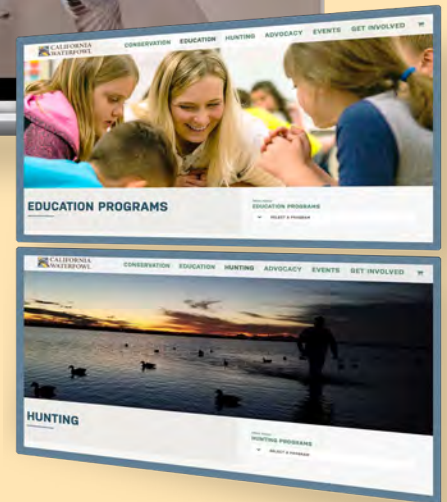 CALIFORNIA
WATERFOWL
CONSERVATION EDUCATION HUNTING ADVOCACY EVENTS GET INVOLVED
EDUCATION PROGRAMS
EDUCATION PROGRAMS
SELECT A PROGRAM
CALIFORNIA
WATERFOWL
CONSERVATION EDUCATION HUNTING ADVOCACY EVENTS GET INVOLVED
HUNTING
HUNTING PROGRAMS
SELECT A PROGRAM